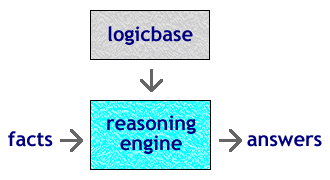 logicbase
facts
reasoning
engine
answers